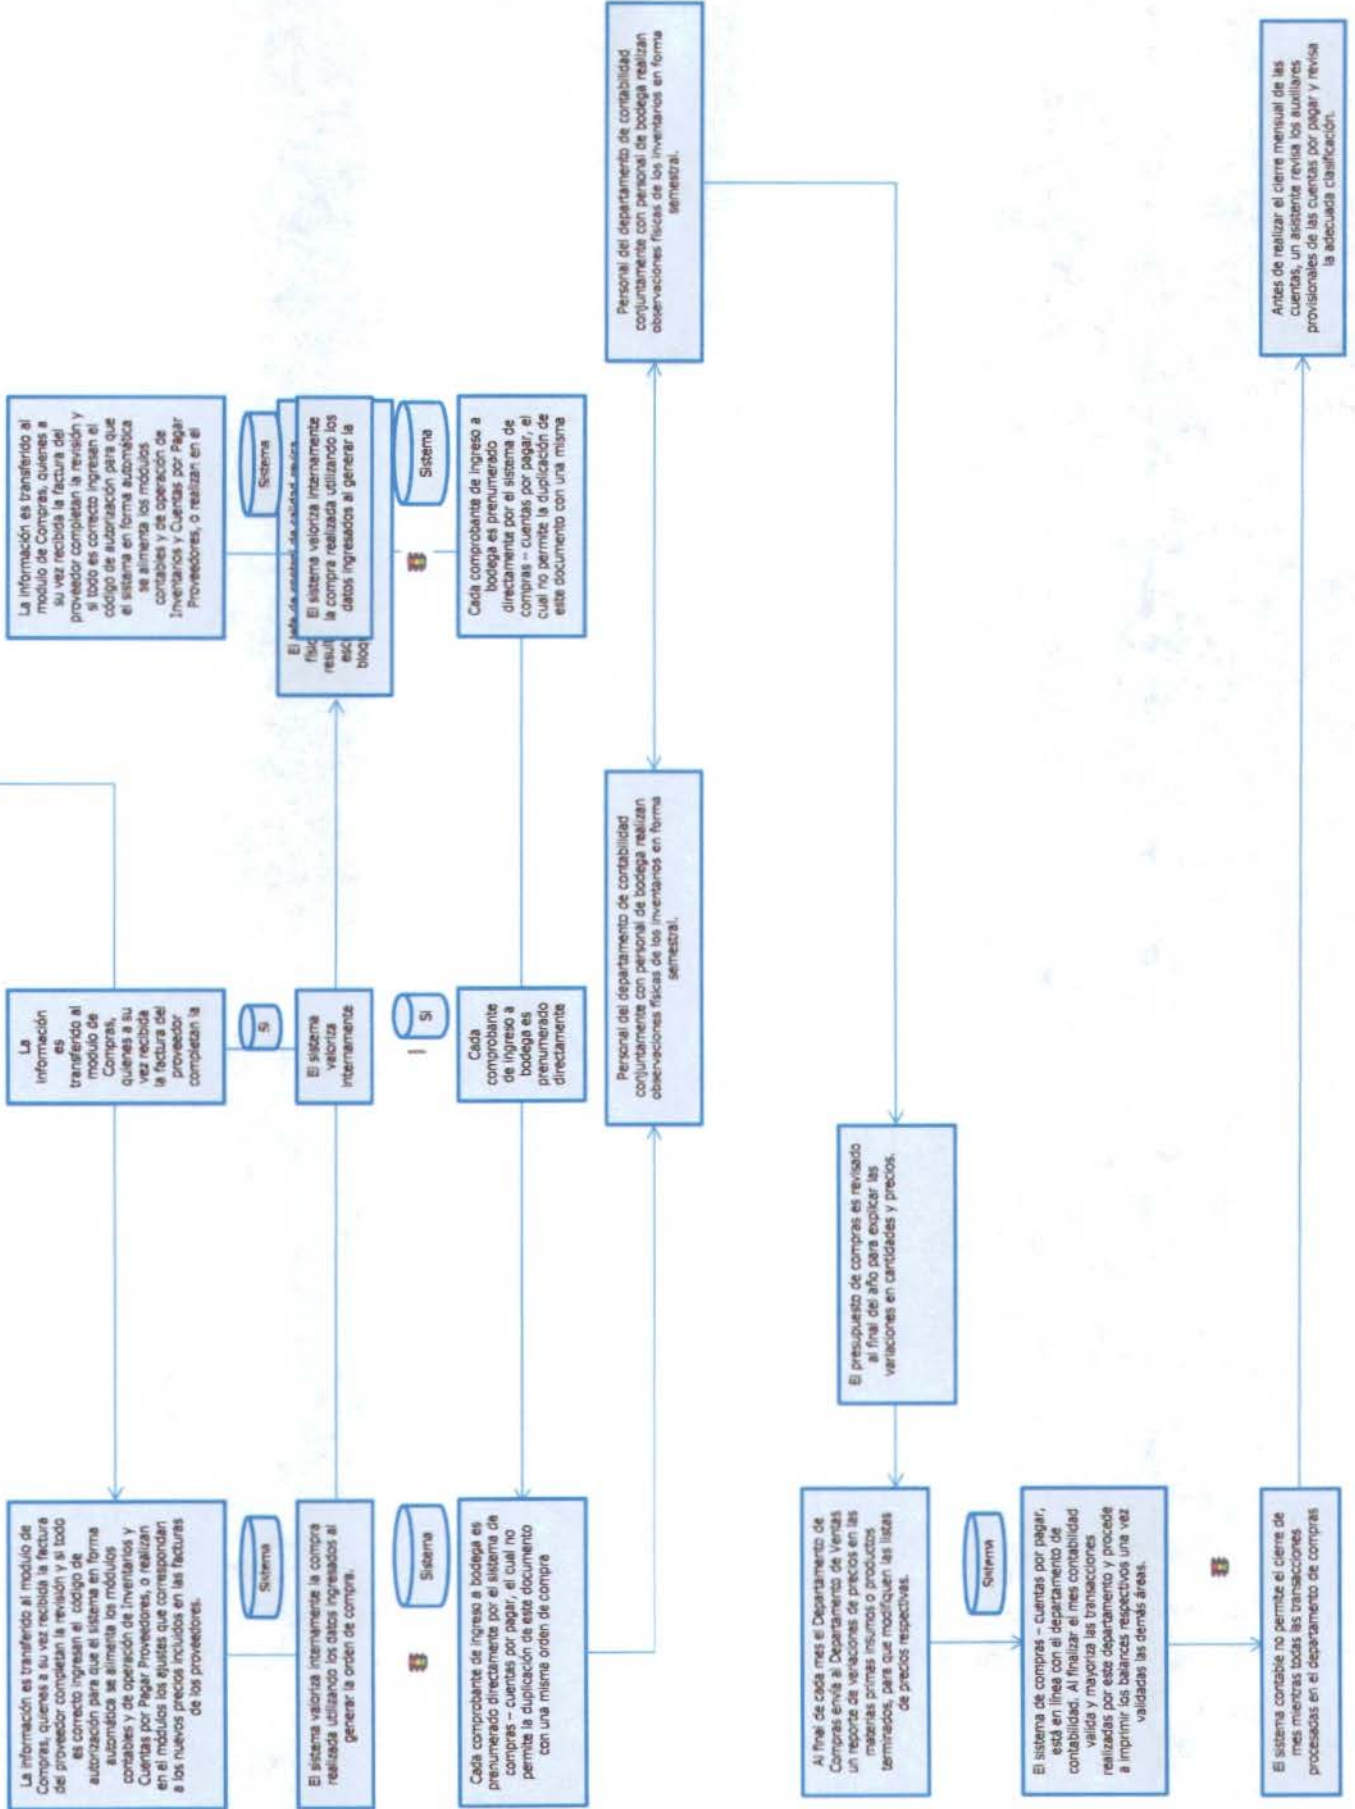 La información es transferido al modulo de
Compras, quienes a su vez recibida la factura
del proveedor completan la revisión y si todo
es correcto ingresan el código de
autorización para que el sistema en forma
automática se alimenta los módulos
contables y de operación de Inventarios y
Cuentas por Pagar Proveedores, o realizan
en el módulos los ajustes que correspondan
a los nuevos precios incluidos en las facturas
de los proveedores.
Sistema
El sistema valoriza internamente la compra
realizada utilizando los datos ingresados al
generar la orden de compra.
Sistema
Cada comprobante de ingreso a bodega es
prenumerado directamente por el sistema de
compras – cuentas por pagar, el cual no
permite la duplicación de este documento
con una misma orden de compra
La
información
es
transferido al
modulo de
Compras,
quienes a su
vez recibida
la factura del
proveedor
completan la
Si
El sistema
valoriza
internamente
Si
Cada
comprobante
de ingreso a
bodega es
prenumerado
directamente
La información es transferido al
modulo de Compras, quienes a
su vez recibida la factura del
proveedor completan la revisión y
si todo es correcto ingresan el
código de autorización para que
el sistema en forma automática
se alimenta los módulos
contables y de operación de
Inventarios y Cuentas por Pagar
Proveedores, o realizan en el
Sistema
El jefe de control de calidad revisa
físic
result
esc
bloq
El sistema valoriza internamente
la compra realizada utilizando los
datos ingresados al generar la
Sistema
Cada comprobante de ingreso a
bodega es prenumerado
directamente por el sistema de
compras – cuentas por pagar, el
cual no permite la duplicación de
este documento con una misma
Personal del departamento de contabilidad
conjuntamente con personal de bodega realizan
observaciones físicas de los inventarios en forma
semestral.
Personal del departamento de contabilidad
conjuntamente con personal de bodega realizan
observaciones físicas de los inventarios en forma
semestral.
El presupuesto de compras es revisado
al final del año para explicar las
variaciones en cantidades y precios.
Al final de cada mes el Departamento de
Compras envía al Departamento de Ventas
un reporte de variaciones de precios en las
materias primas insumos o productos
terminados, para que modifiquen las listas
de precios respectivas.
Sistema
El sistema de compras – cuentas por pagar,
está en línea con el departamento de
contabilidad. Al finalizar el mes contabilidad
valida y mayoriza las transacciones
realizadas por este departamento y procede
a imprimir los balances respectivos una vez
validadas las demás áreas.
El sistema contable no permite el cierre de
mes mientras todas las transacciones
procesadas en el departamento de compras
Antes de realizar el cierre mensual de las
cuentas, un asistente revisa los auxiliares
provisionales de las cuentas por pagar y revisa
la adecuada clasificación.